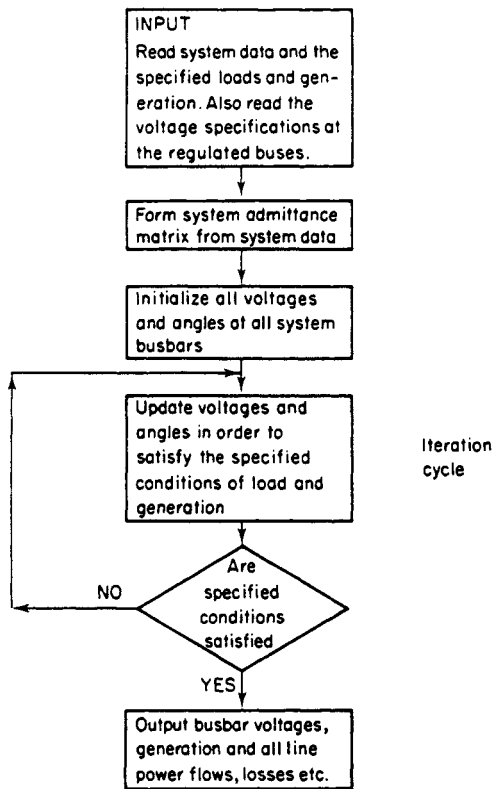 INPUT
Read system data and the
specified loads and gen-
eration. Also read the
voltage specifications at
the regulated buses.
Form system admittance
matrix from system data
Initialize all voltages
and angles at all system
busbars
Update voltages and
angles in order to
satisfy the specified
conditions of load and
generation
Iteration
cycle
Are
specified
conditions
satisfied
NO
YES
Output busbar voltages,
generation and all line
power flows, losses etc.